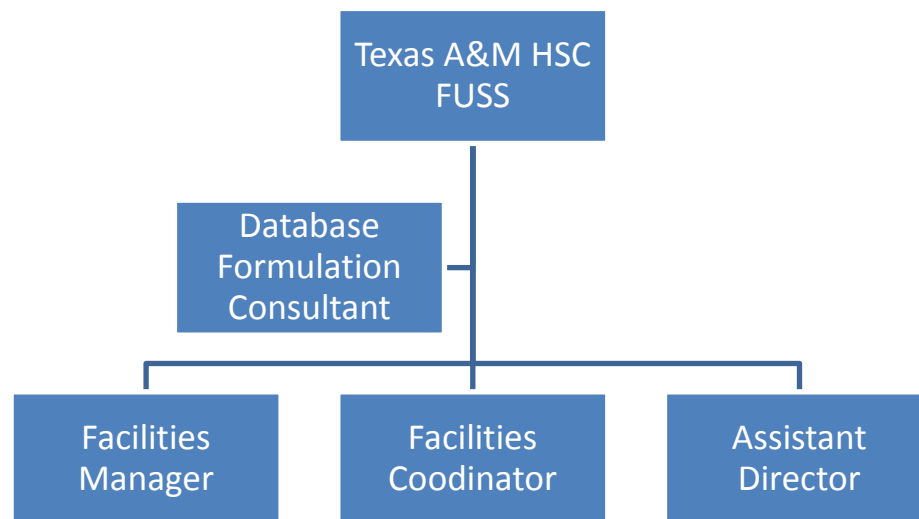 Texas A&M HSC
FUSS
Database
Formulation
Consultant
Facilities
Manager
Facilities
Coodinator
Assistant
Director